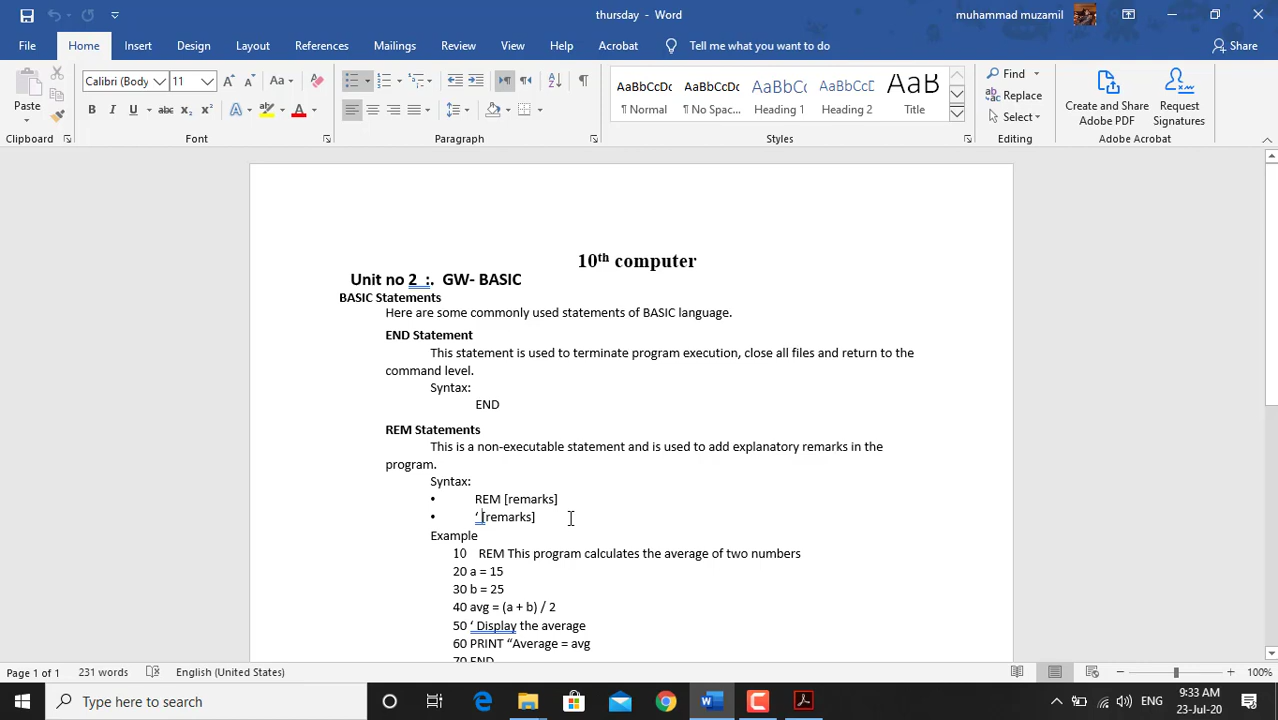 thursday - Word
muhammad muzamil
File Home Insert Design Layout References Mailings Review View Help Acrobat Tell me what you want to do Share
Paste
Clipboard
Calibri (Body 11
Aa
B I U abc x₂ x² A A
Font
Paragraph
AaBbCcDc AaBbCcDc AaBbCc AaBbCcD AaB
¶ Normal ¶ No Spac... Heading 1 Heading 2 Title
Styles
Find
Replace
Select
Editing
Create and Share Adobe PDF
Request Signatures
Adobe Acrobat
10th computer
Unit no 2 :. GW- BASIC
BASIC Statements
Here are some commonly used statements of BASIC language.
END Statement
This statement is used to terminate program execution, close all files and return to the
command level.
Syntax:
END
REM Statements
This is a non-executable statement and is used to add explanatory remarks in the
program.
Syntax:
• REM [remarks]
• ‘ [remarks]
Example
10 REM This program calculates the average of two numbers
20 a = 15
30 b = 25
40 avg = (a + b) / 2
50 ‘ Display the average
60 PRINT “Average = avg
70 END
Page 1 of 1 231 words English (United States) 100%
Type here to search
ENG
9:33 AM
23-Jul-20